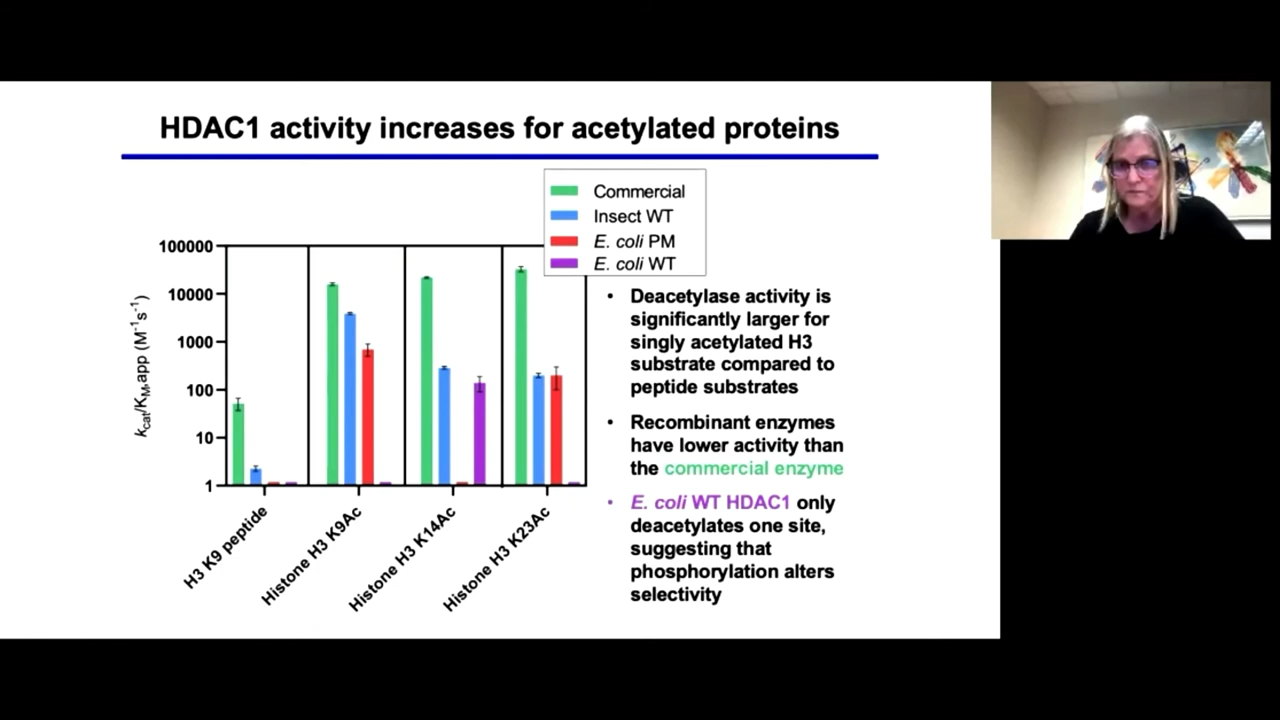 HDAC1 activity increases for acetylated proteins
Commercial
Insect WT
E. coli PM
E. coli WT
100000
10000
1000
100
10
1
kcat/KM,app (M⁻¹s⁻¹)
H3 K9 peptide
Histone H3 K9Ac
Histone H3 K14Ac
Histone H3 K23Ac
• Deacetylase activity is
significantly larger for
singly acetylated H3
substrate compared to
peptide substrates
• Recombinant enzymes
have lower activity than
the commercial enzyme
• E. coli WT HDAC1 only
deacetylates one site,
suggesting that
phosphorylation alters
selectivity